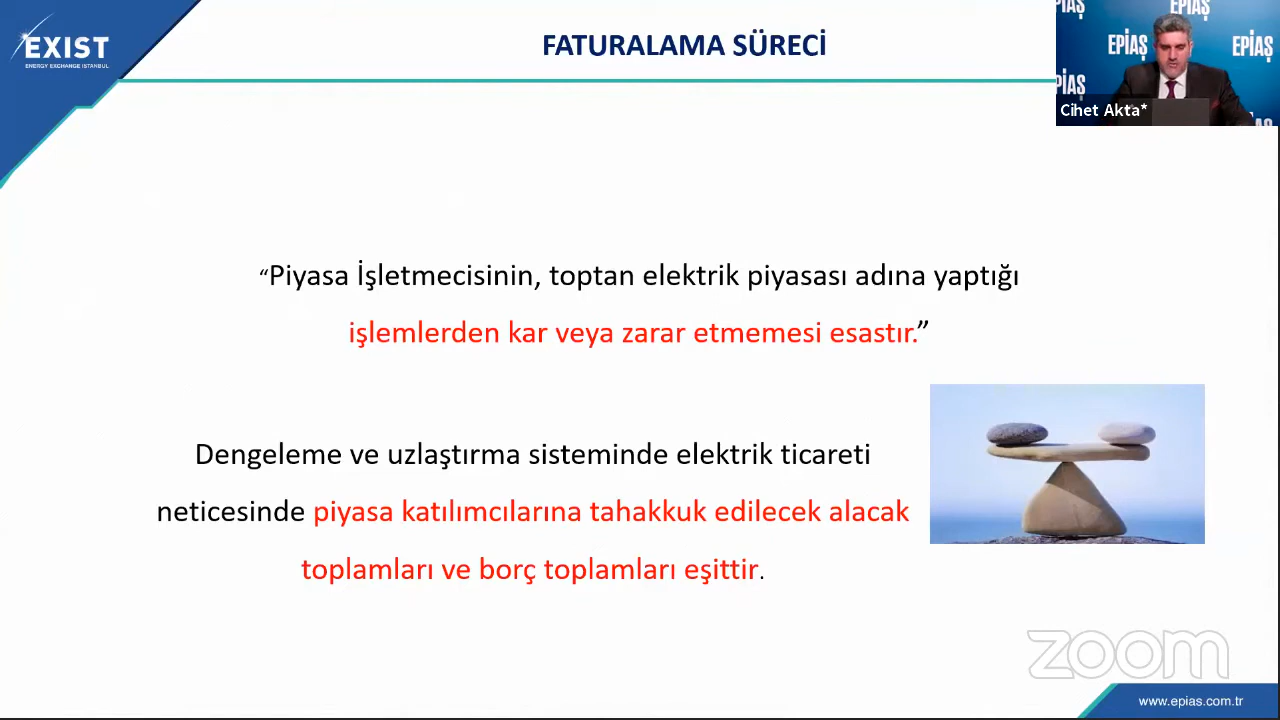 EXIST
ENERGY EXCHANGE ISTANBUL
FATURALAMA SÜRECİ
EPİAŞ
EPİAŞ
EPİAŞ
Cihet Akta*
“Piyasa İşletmecisinin, toptan elektrik piyasası adına yaptığı
işlemlerden kar veya zarar etmemesi esastır.”
Dengeleme ve uzlaştırma sisteminde elektrik ticareti
neticesinde piyasa katılımcılarına tahakkuk edilecek alacak
toplamları ve borç toplamları eşittir.
zoom
www.epias.com.tr